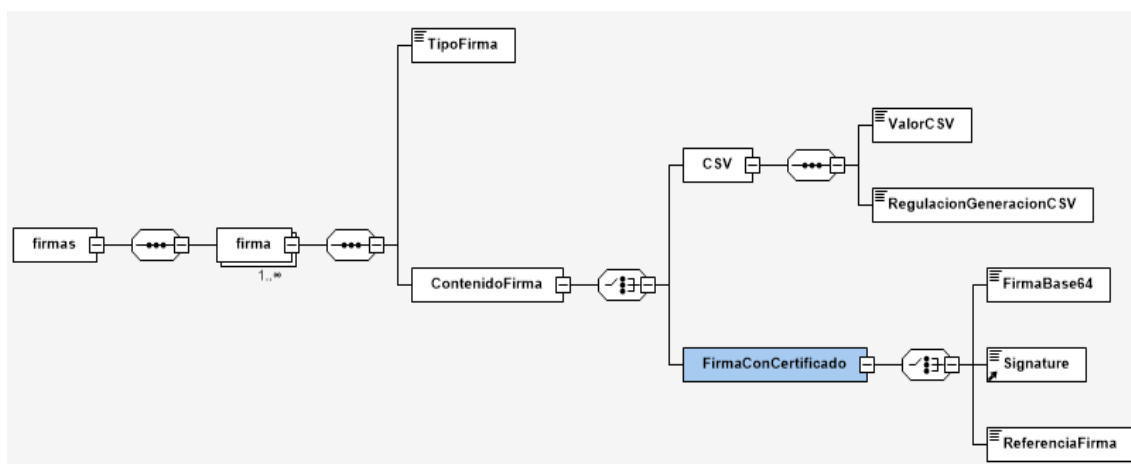 TipoFirma
ValorCSV
CSV
RegulacionGeneracionCSV
firmas
firma
1..∞
ContenidoFirma
FirmaBase64
FirmaConCertificado
Signature
ReferenciaFirma